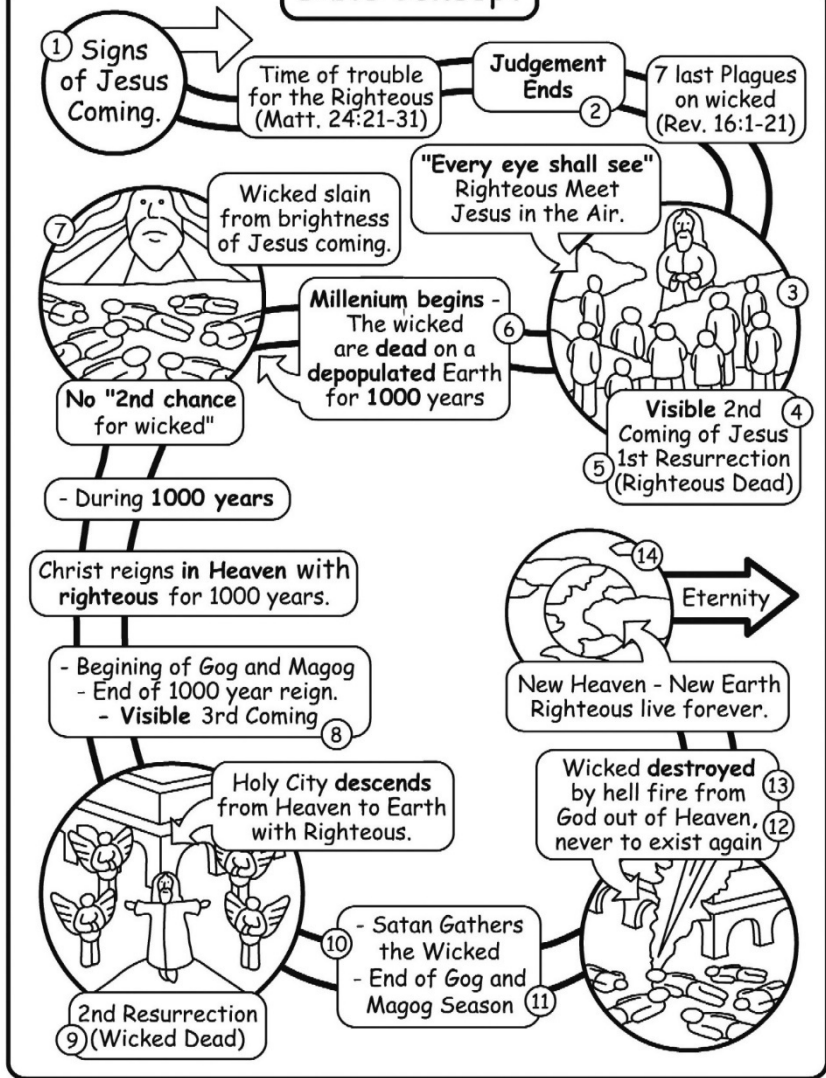 1
Signs
of Jesus
Coming.
Time of trouble
for the Righteous
(Matt. 24:21-31)
Judgement
Ends
2
7 last Plagues
on wicked
(Rev. 16:1-21)
"Every eye shall see"
Righteous Meet
Jesus in the Air.
3
Visible 2nd
4
Coming of Jesus
5
1st Resurrection
(Righteous Dead)
Millenium begins -
The wicked
6
are dead on a
depopulated Earth
for 1000 years
7
Wicked slain
from brightness
of Jesus coming.
No "2nd chance
for wicked"
- During 1000 years
Christ reigns in Heaven with
righteous for 1000 years.
- Begining of Gog and Magog
- End of 1000 year reign.
- Visible 3rd Coming
8
Holy City descends
from Heaven to Earth
with Righteous.
2nd Resurrection
9
(Wicked Dead)
- Satan Gathers
10
the Wicked
- End of Gog and
Magog Season
11
Wicked destroyed
13
by hell fire from
God out of Heaven,
12
never to exist again
New Heaven - New Earth
Righteous live forever.
14
Eternity